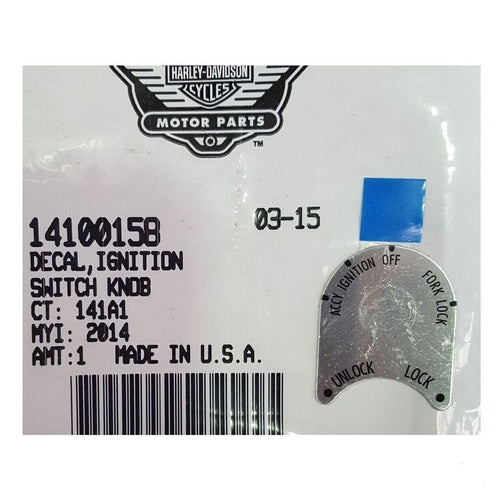 HARLEY-DAVIDSON
CYCLES
MOTOR PARTS
TM
14100158
03-15
DECAL, IGNITION
SWITCH KNOB
CT: 141A1
MYI: 2014
AMT:1 MADE IN U.S.A.
ACCY IGNITION OFF FORK LOCK
UNLOCK LOCK